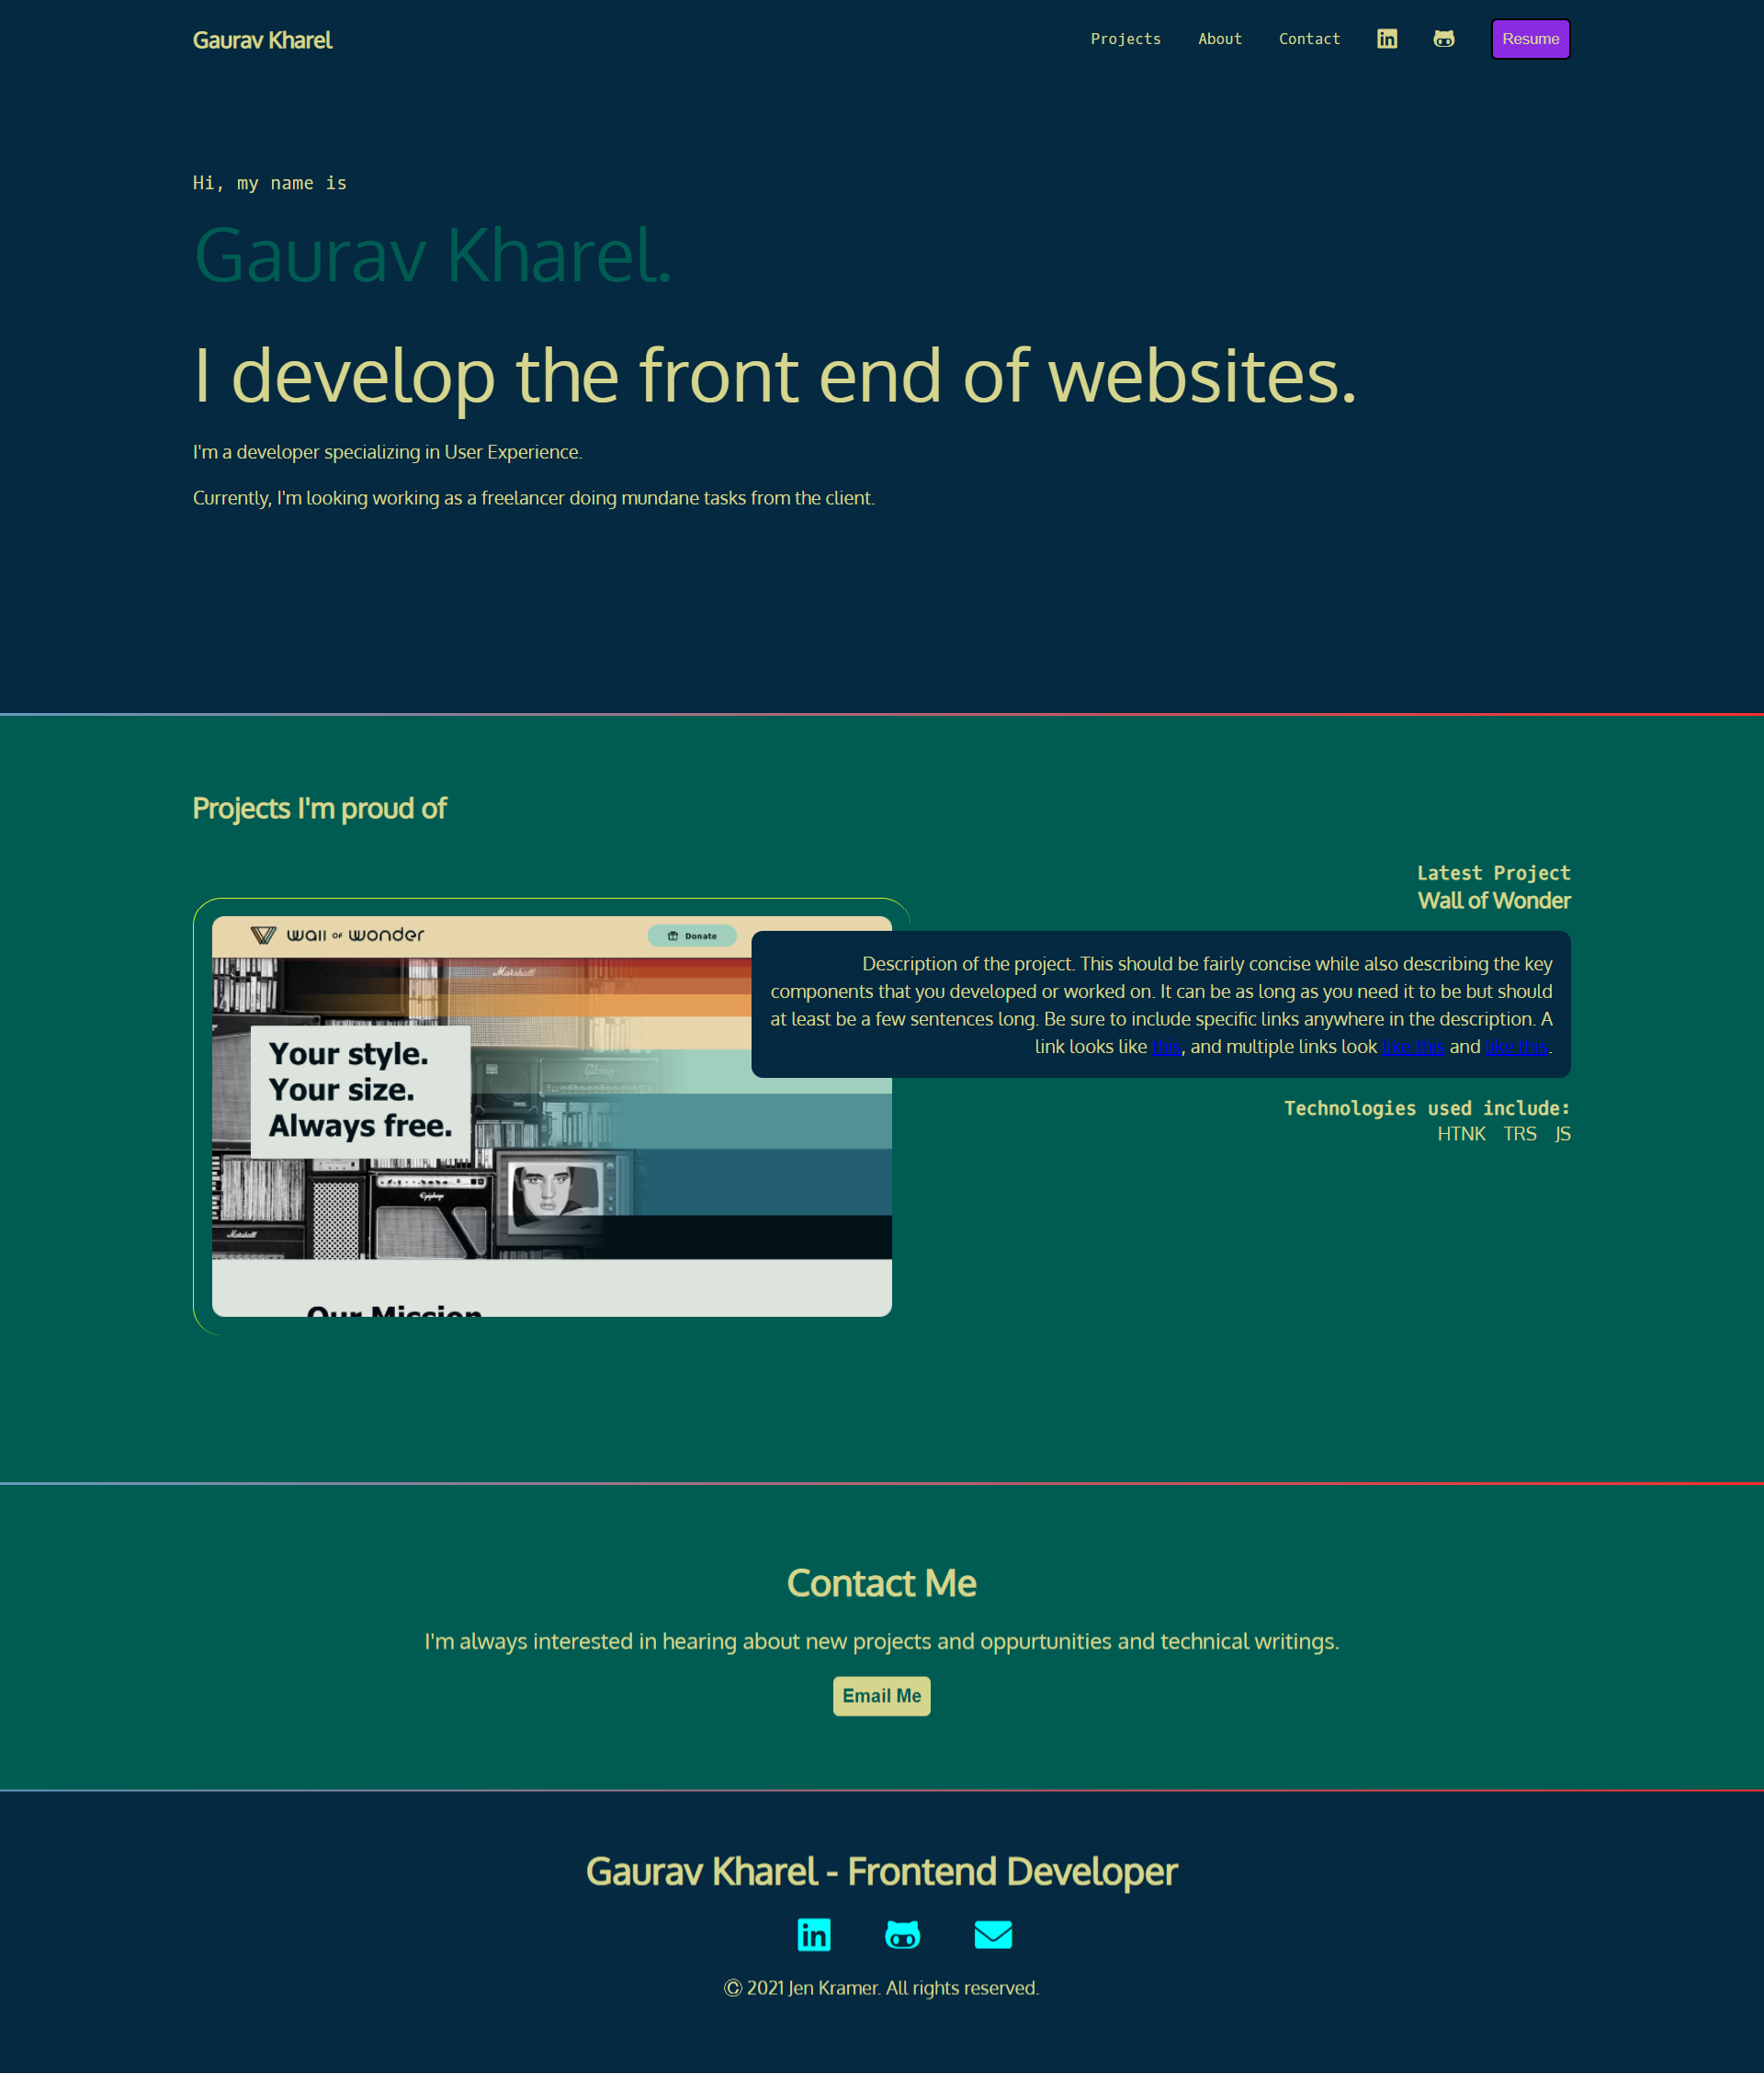 Gaurav Kharel
Projects About Contact Resume
Hi, my name is
Gaurav Kharel.
I develop the front end of websites.
I'm a developer specializing in User Experience.
Currently, I'm looking working as a freelancer doing mundane tasks from the client.
Projects I'm proud of
Latest Project
Wall of Wonder
wall OF wonder
Donate
Marshall
Your style.
Your size.
Always free.
Gibson
Epiphone
Marshall
Our Mission
Description of the project. This should be fairly concise while also describing the key
components that you developed or worked on. It can be as long as you need it to be but should
at least be a few sentences long. Be sure to include specific links anywhere in the description. A
link looks like this, and multiple links look like this and like this.
Technologies used include:
HTNK TRS JS
Contact Me
I'm always interested in hearing about new projects and oppurtunities and technical writings.
Email Me
Gaurav Kharel - Frontend Developer
© 2021 Jen Kramer. All rights reserved.